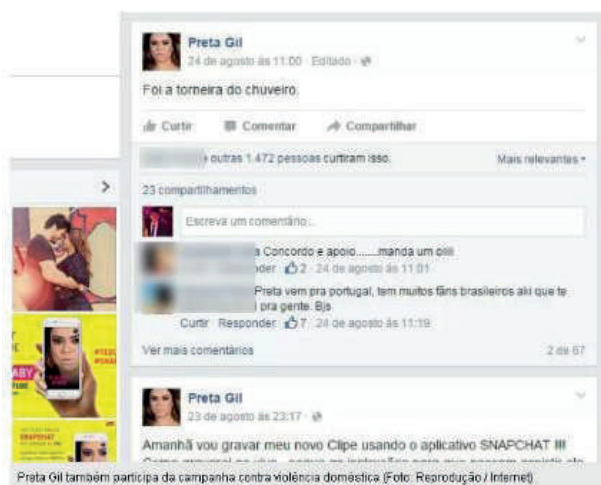 Preta Gil
24 de agosto às 11:00 · Editado ·
Foi a torneira do chuveiro.
Curtir Comentar Compartilhar
outras 1.472 pessoas curtiram isso.
Mais relevantes
23 compartilhamentos
Escreva um comentário...
a Concordo e apoio.......manda um
nder 2 · 24 de agosto às 11:01
Preta vem pra portugal, tem muitos fãns brasileiros aki que te
i pra gente. Bjs
Curtir · Responder · 7 · 24 de agosto às 11:19
Ver mais comentários
2 de 67
Preta Gil
23 de agosto às 23:17 ·
Amanhã vou gravar meu novo Clipe usando o aplicativo SNAPCHAT !!!
ABY
SNAPCHAT
Preta Gil também participa da campanha contra violência doméstica (Foto: Reprodução / Internet)